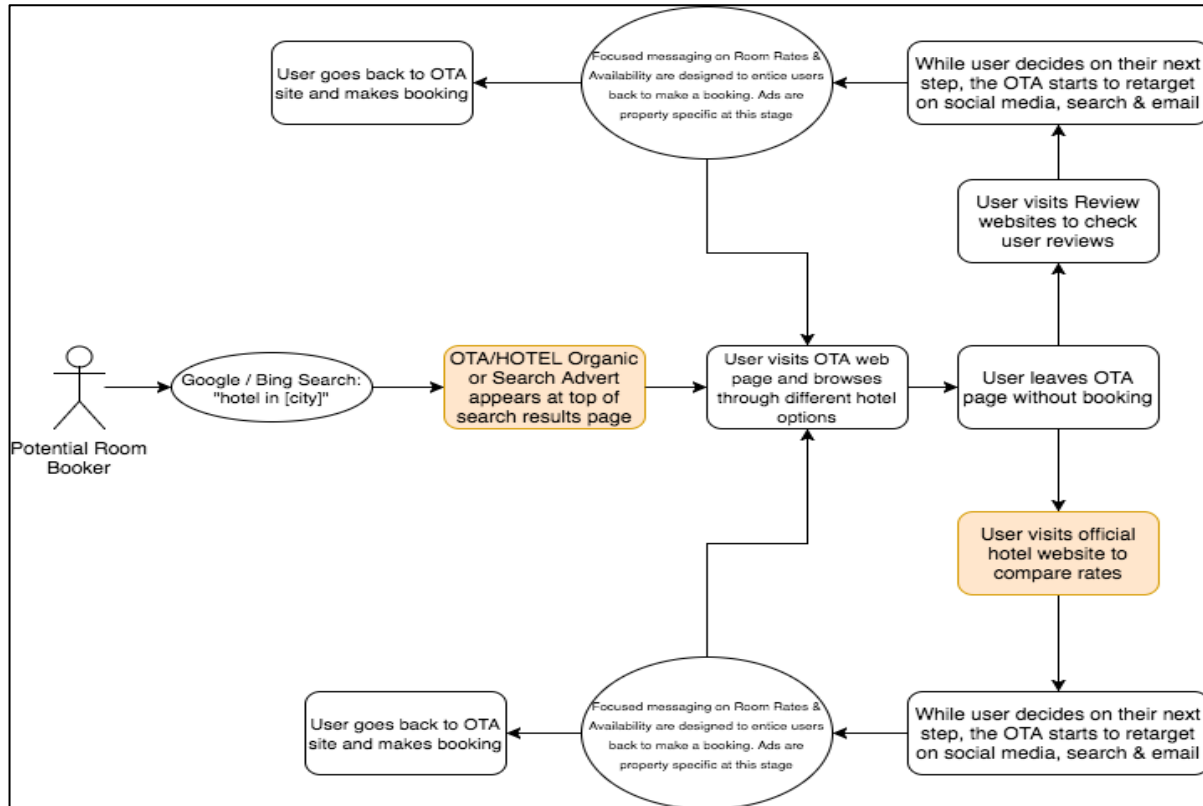 User goes back to OTA
site and makes booking
Focused messaging on Room Rates &
Availability are designed to entice users
back to make a booking. Ads are
property specific at this stage
While user decides on their next
step, the OTA starts to retarget
on social media, search & email
User visits Review
websites to check
user reviews
Potential Room
Booker
Google / Bing Search:
"hotel in [city]"
OTA/HOTEL Organic
or Search Advert
appears at top of
search results page
User visits OTA web
page and browses
through different hotel
options
User leaves OTA
page without booking
User visits official
hotel website to
compare rates
User goes back to OTA
site and makes booking
Focused messaging on Room Rates &
Availability are designed to entice users
back to make a booking. Ads are
property specific at this stage
While user decides on their next
step, the OTA starts to retarget
on social media, search & email